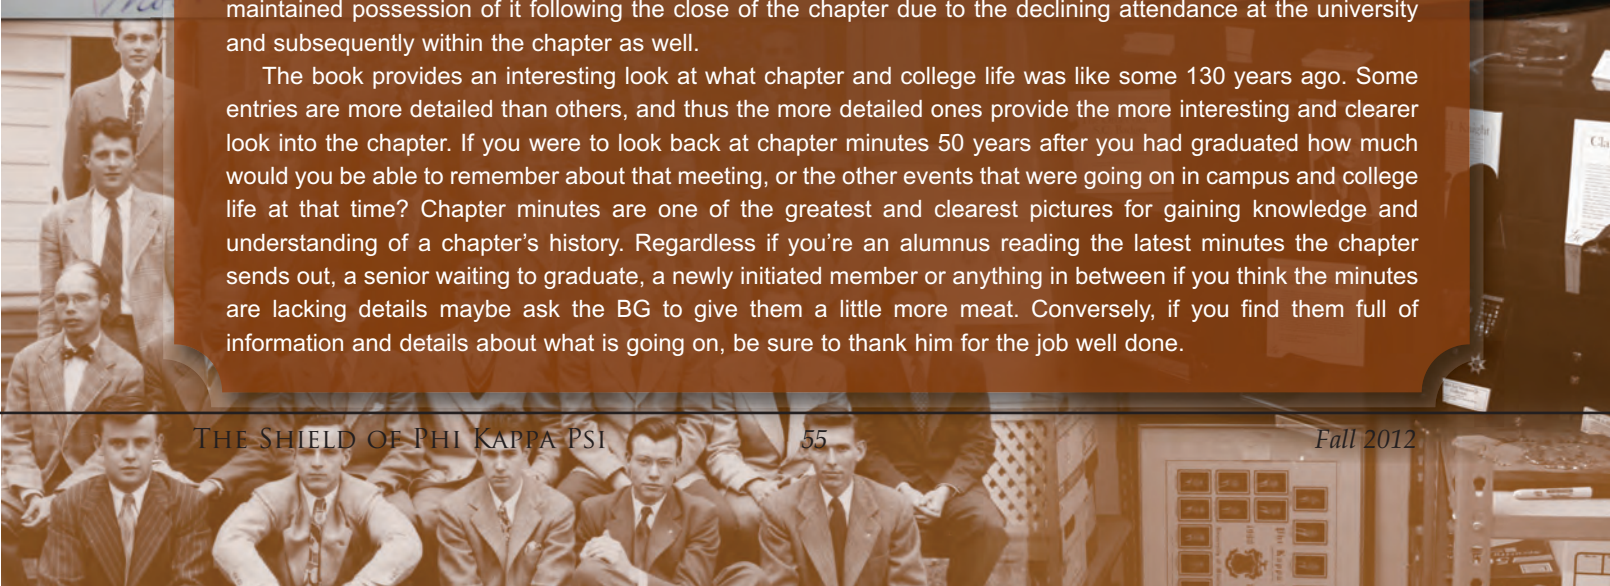 maintained possession of it following the close of the chapter due to the declining attendance at the university
and subsequently within the chapter as well.
The book provides an interesting look at what chapter and college life was like some 130 years ago. Some
entries are more detailed than others, and thus the more detailed ones provide the more interesting and clearer
look into the chapter. If you were to look back at chapter minutes 50 years after you had graduated how much
would you be able to remember about that meeting, or the other events that were going on in campus and college
life at that time? Chapter minutes are one of the greatest and clearest pictures for gaining knowledge and
understanding of a chapter’s history. Regardless if you’re an alumnus reading the latest minutes the chapter
sends out, a senior waiting to graduate, a newly initiated member or anything in between if you think the minutes
are lacking details maybe ask the BG to give them a little more meat. Conversely, if you find them full of
information and details about what is going on, be sure to thank him for the job well done.
The Shield of Phi Kappa Psi 55 Fall 2012